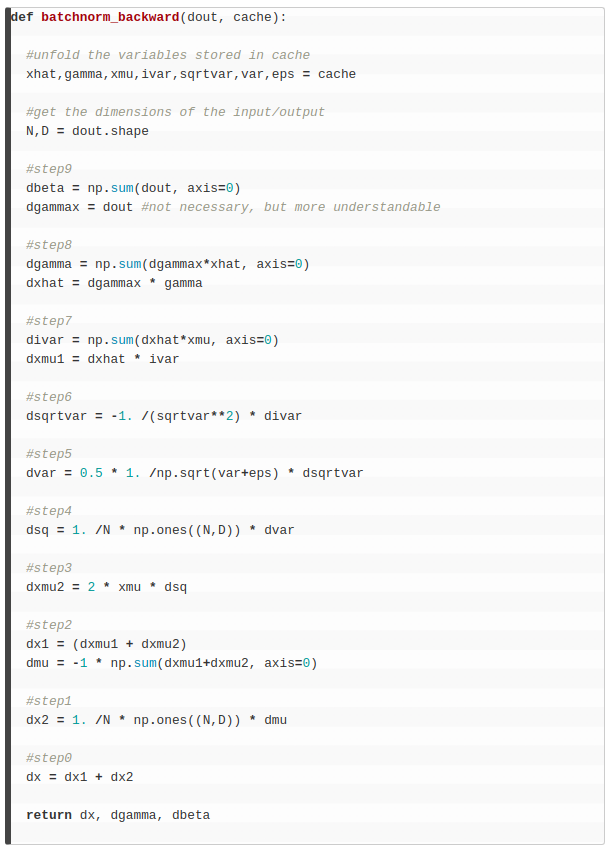 def batchnorm_backward(dout, cache):
#unfold the variables stored in cache
xhat,gamma,xmu,ivar,sqrtvar,var,eps = cache
#get the dimensions of the input/output
N,D = dout.shape
#step9
dbeta = np.sum(dout, axis=0)
dgammax = dout #not necessary, but more understandable
#step8
dgamma = np.sum(dgammax*xhat, axis=0)
dxhat = dgammax * gamma
#step7
divar = np.sum(dxhat*xmu, axis=0)
dxmu1 = dxhat * ivar
#step6
dsqrtvar = -1. /(sqrtvar**2) * divar
#step5
dvar = 0.5 * 1. /np.sqrt(var+eps) * dsqrtvar
#step4
dsq = 1. /N * np.ones((N,D)) * dvar
#step3
dxmu2 = 2 * xmu * dsq
#step2
dx1 = (dxmu1 + dxmu2)
dmu = -1 * np.sum(dxmu1+dxmu2, axis=0)
#step1
dx2 = 1. /N * np.ones((N,D)) * dmu
#step0
dx = dx1 + dx2
return dx, dgamma, dbeta